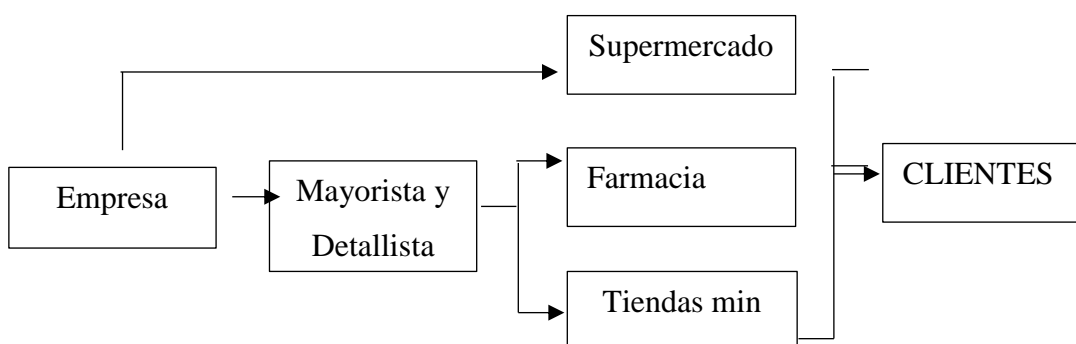 Supermercado
Empresa
Mayorista y
Detallista
Farmacia
Tiendas min
CLIENTES